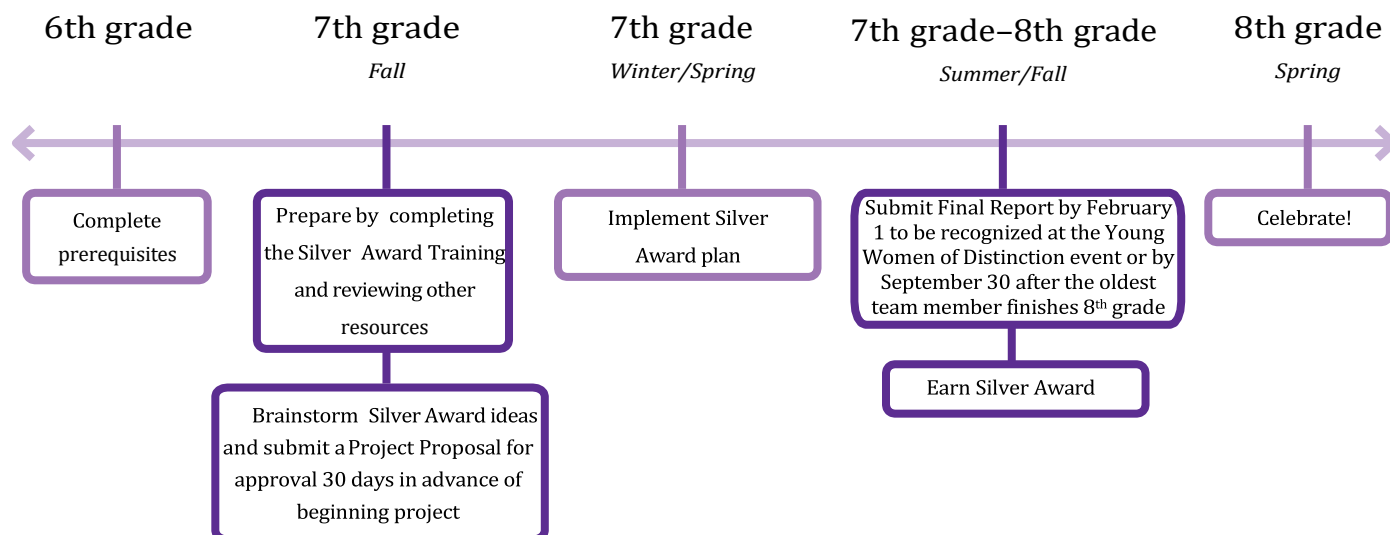 6th grade
7th grade
Fall
7th grade
Winter/Spring
7th grade–8th grade
Summer/Fall
8th grade
Spring
Complete
prerequisites
Prepare by completing
the Silver Award Training
and reviewing other
resources
Brainstorm Silver Award ideas
and submit a Project Proposal for
approval 30 days in advance of
beginning project
Implement Silver
Award plan
Submit Final Report by February
1 to be recognized at the Young
Women of Distinction event or by
September 30 after the oldest
team member finishes 8th grade
Earn Silver Award
Celebrate!